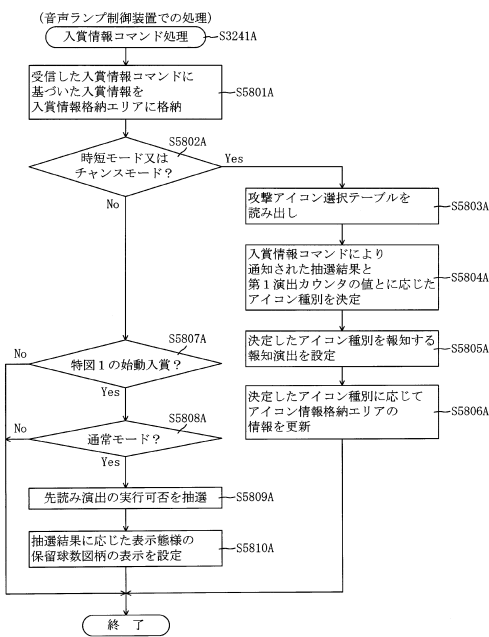 (音声ランプ制御装置での処理)
入賞情報コマンド処理
S3241A
受信した入賞情報コマンドに
基づいた入賞情報を
入賞情報格納エリアに格納
S5801A
時短モード又は
チャンスモード?
S5802A
Yes
No
攻撃アイコン選択テーブルを
読み出し
S5803A
入賞情報コマンドにより
通知された抽選結果と
第1演出カウンタの値とに応じた
アイコン種別を決定
S5804A
決定したアイコン種別を報知する
報知演出を設定
S5805A
決定したアイコン種別に応じて
アイコン情報格納エリアの
情報を更新
S5806A
特図1の始動入賞?
S5807A
No
Yes
通常モード?
S5808A
No
Yes
先読み演出の実行可否を抽選
S5809A
抽選結果に応じた表示態様の
保留球数図柄の表示を設定
S5810A
終 了